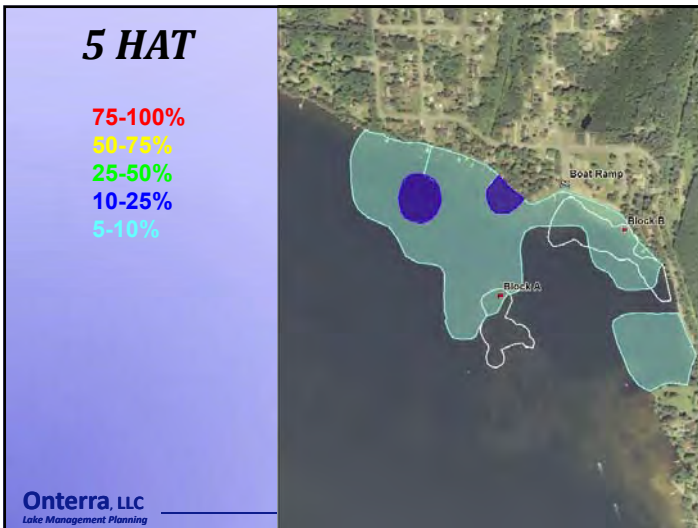 5 HAT
75-100%
50-75%
25-50%
10-25%
5-10%
Boat Ramp
Block B
Block A
Onterra, LLC
Lake Management Planning